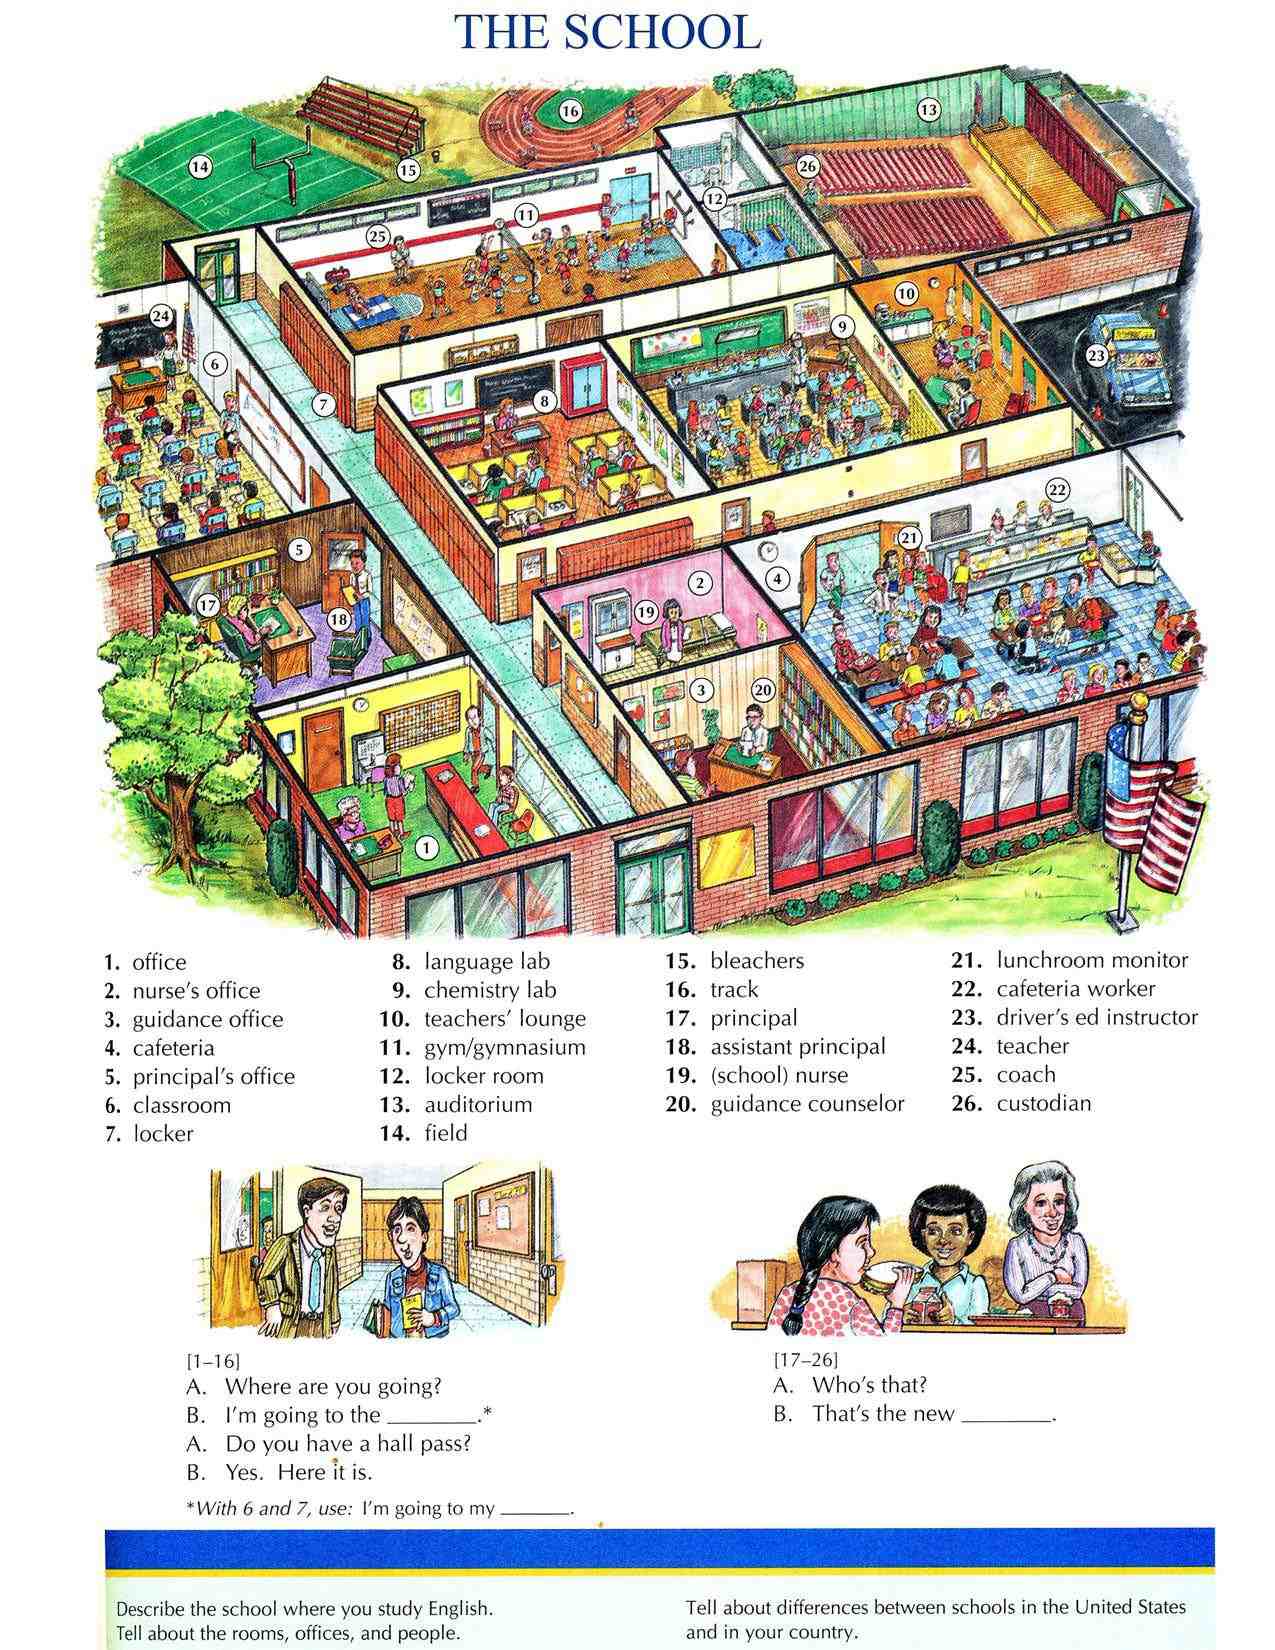 THE SCHOOL
16
13
14
15
26
12
11
25
10
24
9
23
6
7
8
22
21
5
2
4
17
19
18
3
20
1
1. office
2. nurse's office
3. guidance office
4. cafeteria
5. principal's office
6. classroom
7. locker
8. language lab
9. chemistry lab
10. teachers' lounge
11. gym/gymnasium
12. locker room
13. auditorium
14. field
15. bleachers
16. track
17. principal
18. assistant principal
19. (school) nurse
20. guidance counselor
21. lunchroom monitor
22. cafeteria worker
23. driver's ed instructor
24. teacher
25. coach
26. custodian
[1–16]
A. Where are you going?
B. I'm going to the ________.*
A. Do you have a hall pass?
B. Yes. Here it is.
*With 6 and 7, use: I'm going to my _______.
[17–26]
A. Who's that?
B. That's the new ________.
Describe the school where you study English.
Tell about the rooms, offices, and people.
Tell about differences between schools in the United States
and in your country.